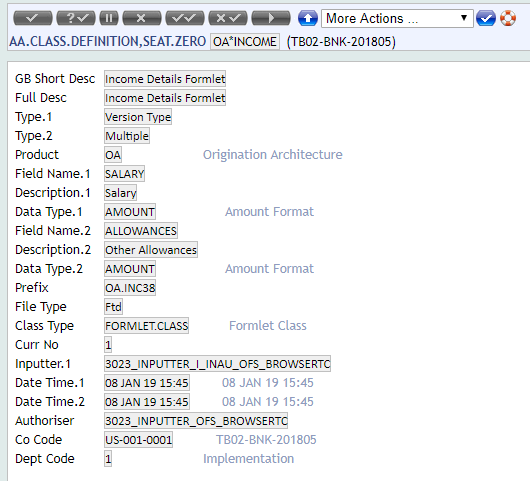 More Actions ...
AA.CLASS.DEFINITION,SEAT.ZERO OA*INCOME (TB02-BNK-201805)
GB Short Desc Income Details Formlet
Full Desc Income Details Formlet
Type.1 Version Type
Type.2 Multiple
Product OA Origination Architecture
Field Name.1 SALARY
Description.1 Salary
Data Type.1 AMOUNT Amount Format
Field Name.2 ALLOWANCES
Description.2 Other Allowances
Data Type.2 AMOUNT Amount Format
Prefix OA.INC38
File Type Ftd
Class Type FORMLET.CLASS Formlet Class
Curr No 1
Inputter.1 3023_INPUTTER_I_INAU_OFS_BROWSERTC
Date Time.1 08 JAN 19 15:45 08 JAN 19 15:45
Date Time.2 08 JAN 19 15:45 08 JAN 19 15:45
Authoriser 3023_INPUTTER_OFS_BROWSERTC
Co Code US-001-0001 TB02-BNK-201805
Dept Code 1 Implementation